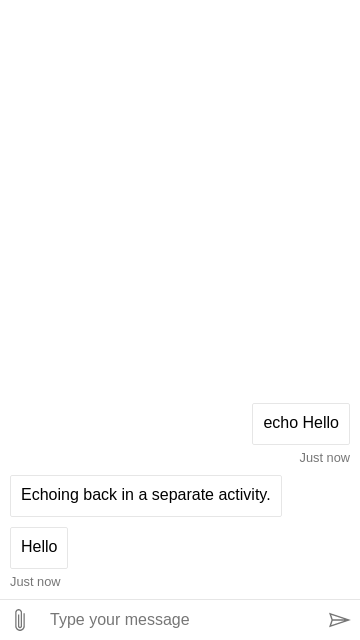 echo Hello
Just now
Echoing back in a separate activity.
Hello
Just now
Type your message